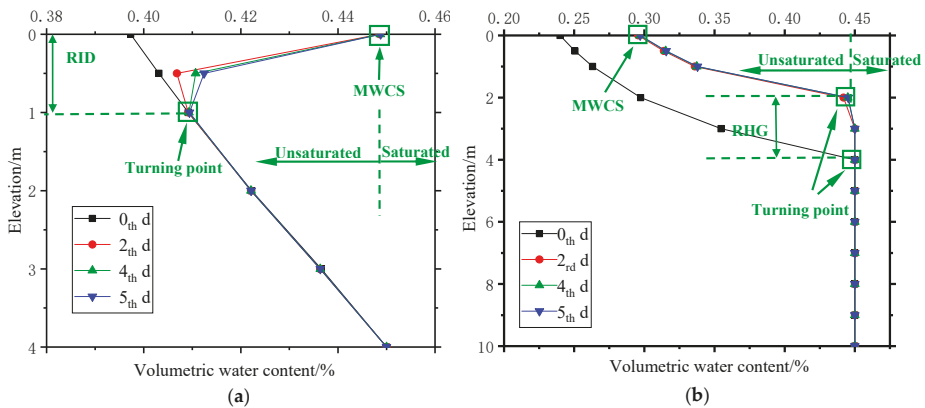 0.38 0.40 0.42 0.44 0.46
0
1
2
3
4
Elevation/m
RID
MWCS
Turning point
Unsaturated Saturated
0th d
2th d
4th d
5th d
Volumetric water content/%
(a)
0.20 0.25 0.30 0.35 0.40 0.45
0
2
4
6
8
10
Elevation/m
Unsaturated Saturated
MWCS
RHG
Turning point
0th d
2rd d
4th d
5th d
Volumetric water content/%
(b)